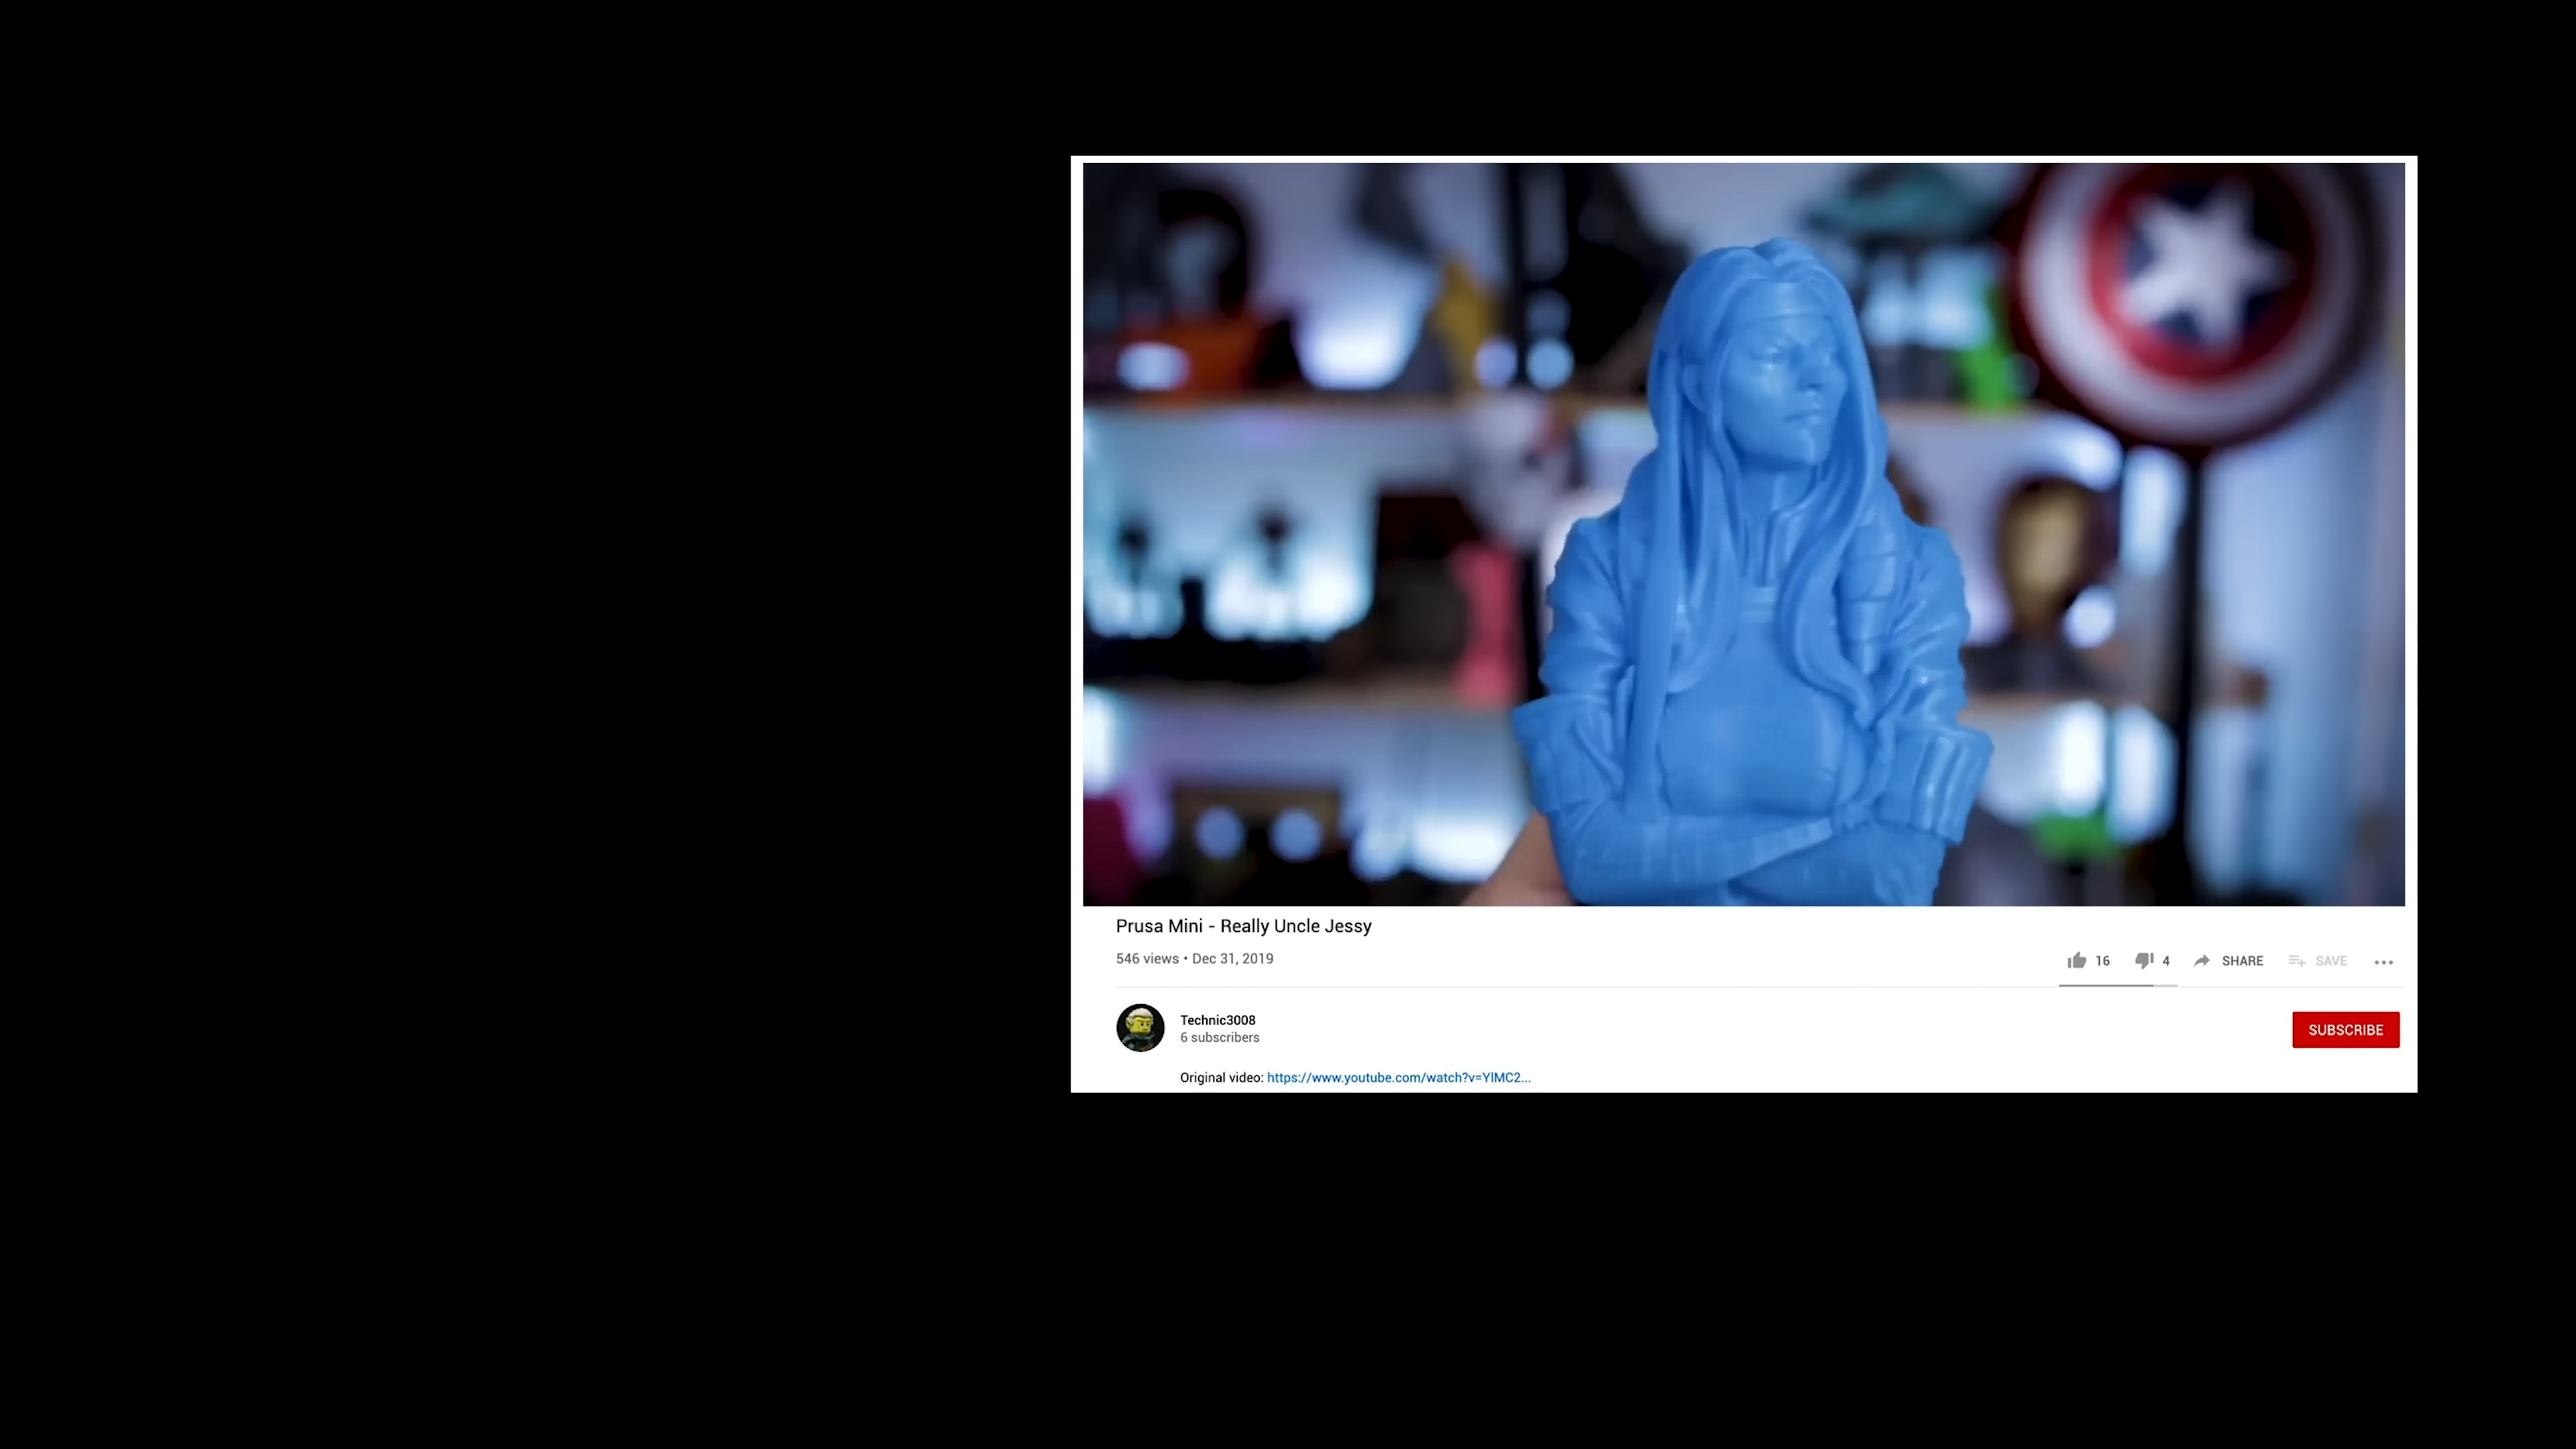 Prusa Mini - Really Uncle Jessy
546 views • Dec 31, 2019
16 4 SHARE SAVE
Technic3008
6 subscribers
SUBSCRIBE
Original video: https://www.youtube.com/watch?v=YlMC2...